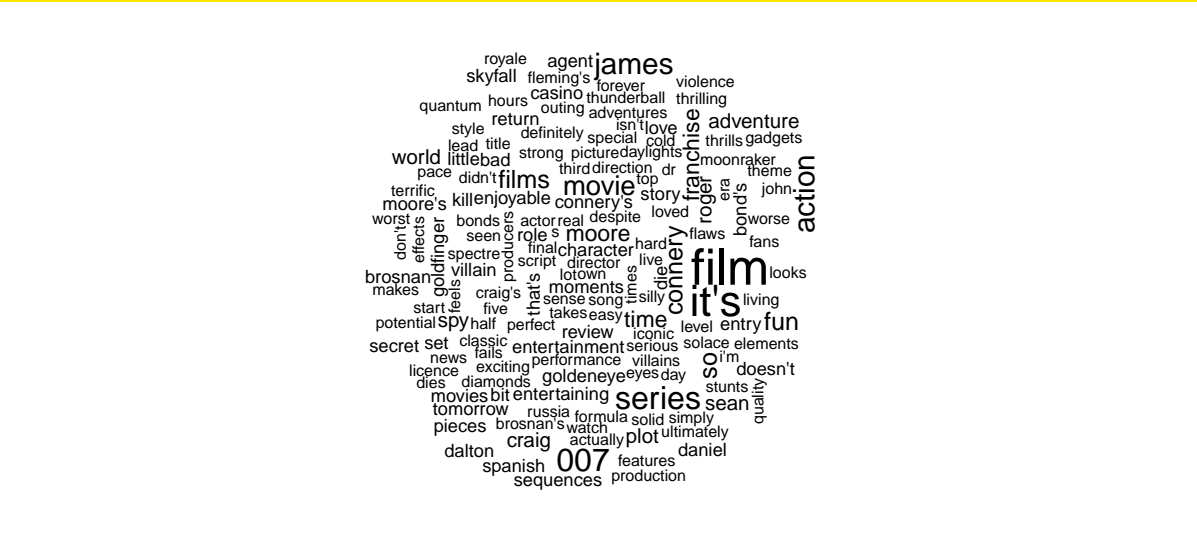 royale agent james
skyfall fleming's forever violence
casino thunderball thrilling
quantum hours outing adventures
return isn't love franchise adventure
style definitely special cold thrills gadgets
lead title strong picture daylights moonraker
world little bad third direction dr theme
pace didn't films movie top roger era john action
terrific kill enjoyable connery's story bond's
moore's
worst bonds actor real despite loved worse
don't effects goldfinger seen producers role s moore connery flaws fans
final character hard
spectre script director live film looks
brosnan villain lot own die
makes feels craig's that's moments times it's living
start five sense song silly
potential spy half perfect takes easy time level entry fun
review iconic
secret set classic entertainment serious solace elements
news fails performance villains so i'm
licence exciting goldeneye eyes day doesn't
dies diamonds stunts quality
movies bit entertaining series sean
tomorrow russia formula solid simply
pieces brosnan's watch ultimately
craig actually plot
dalton 007 daniel
spanish features
sequences production